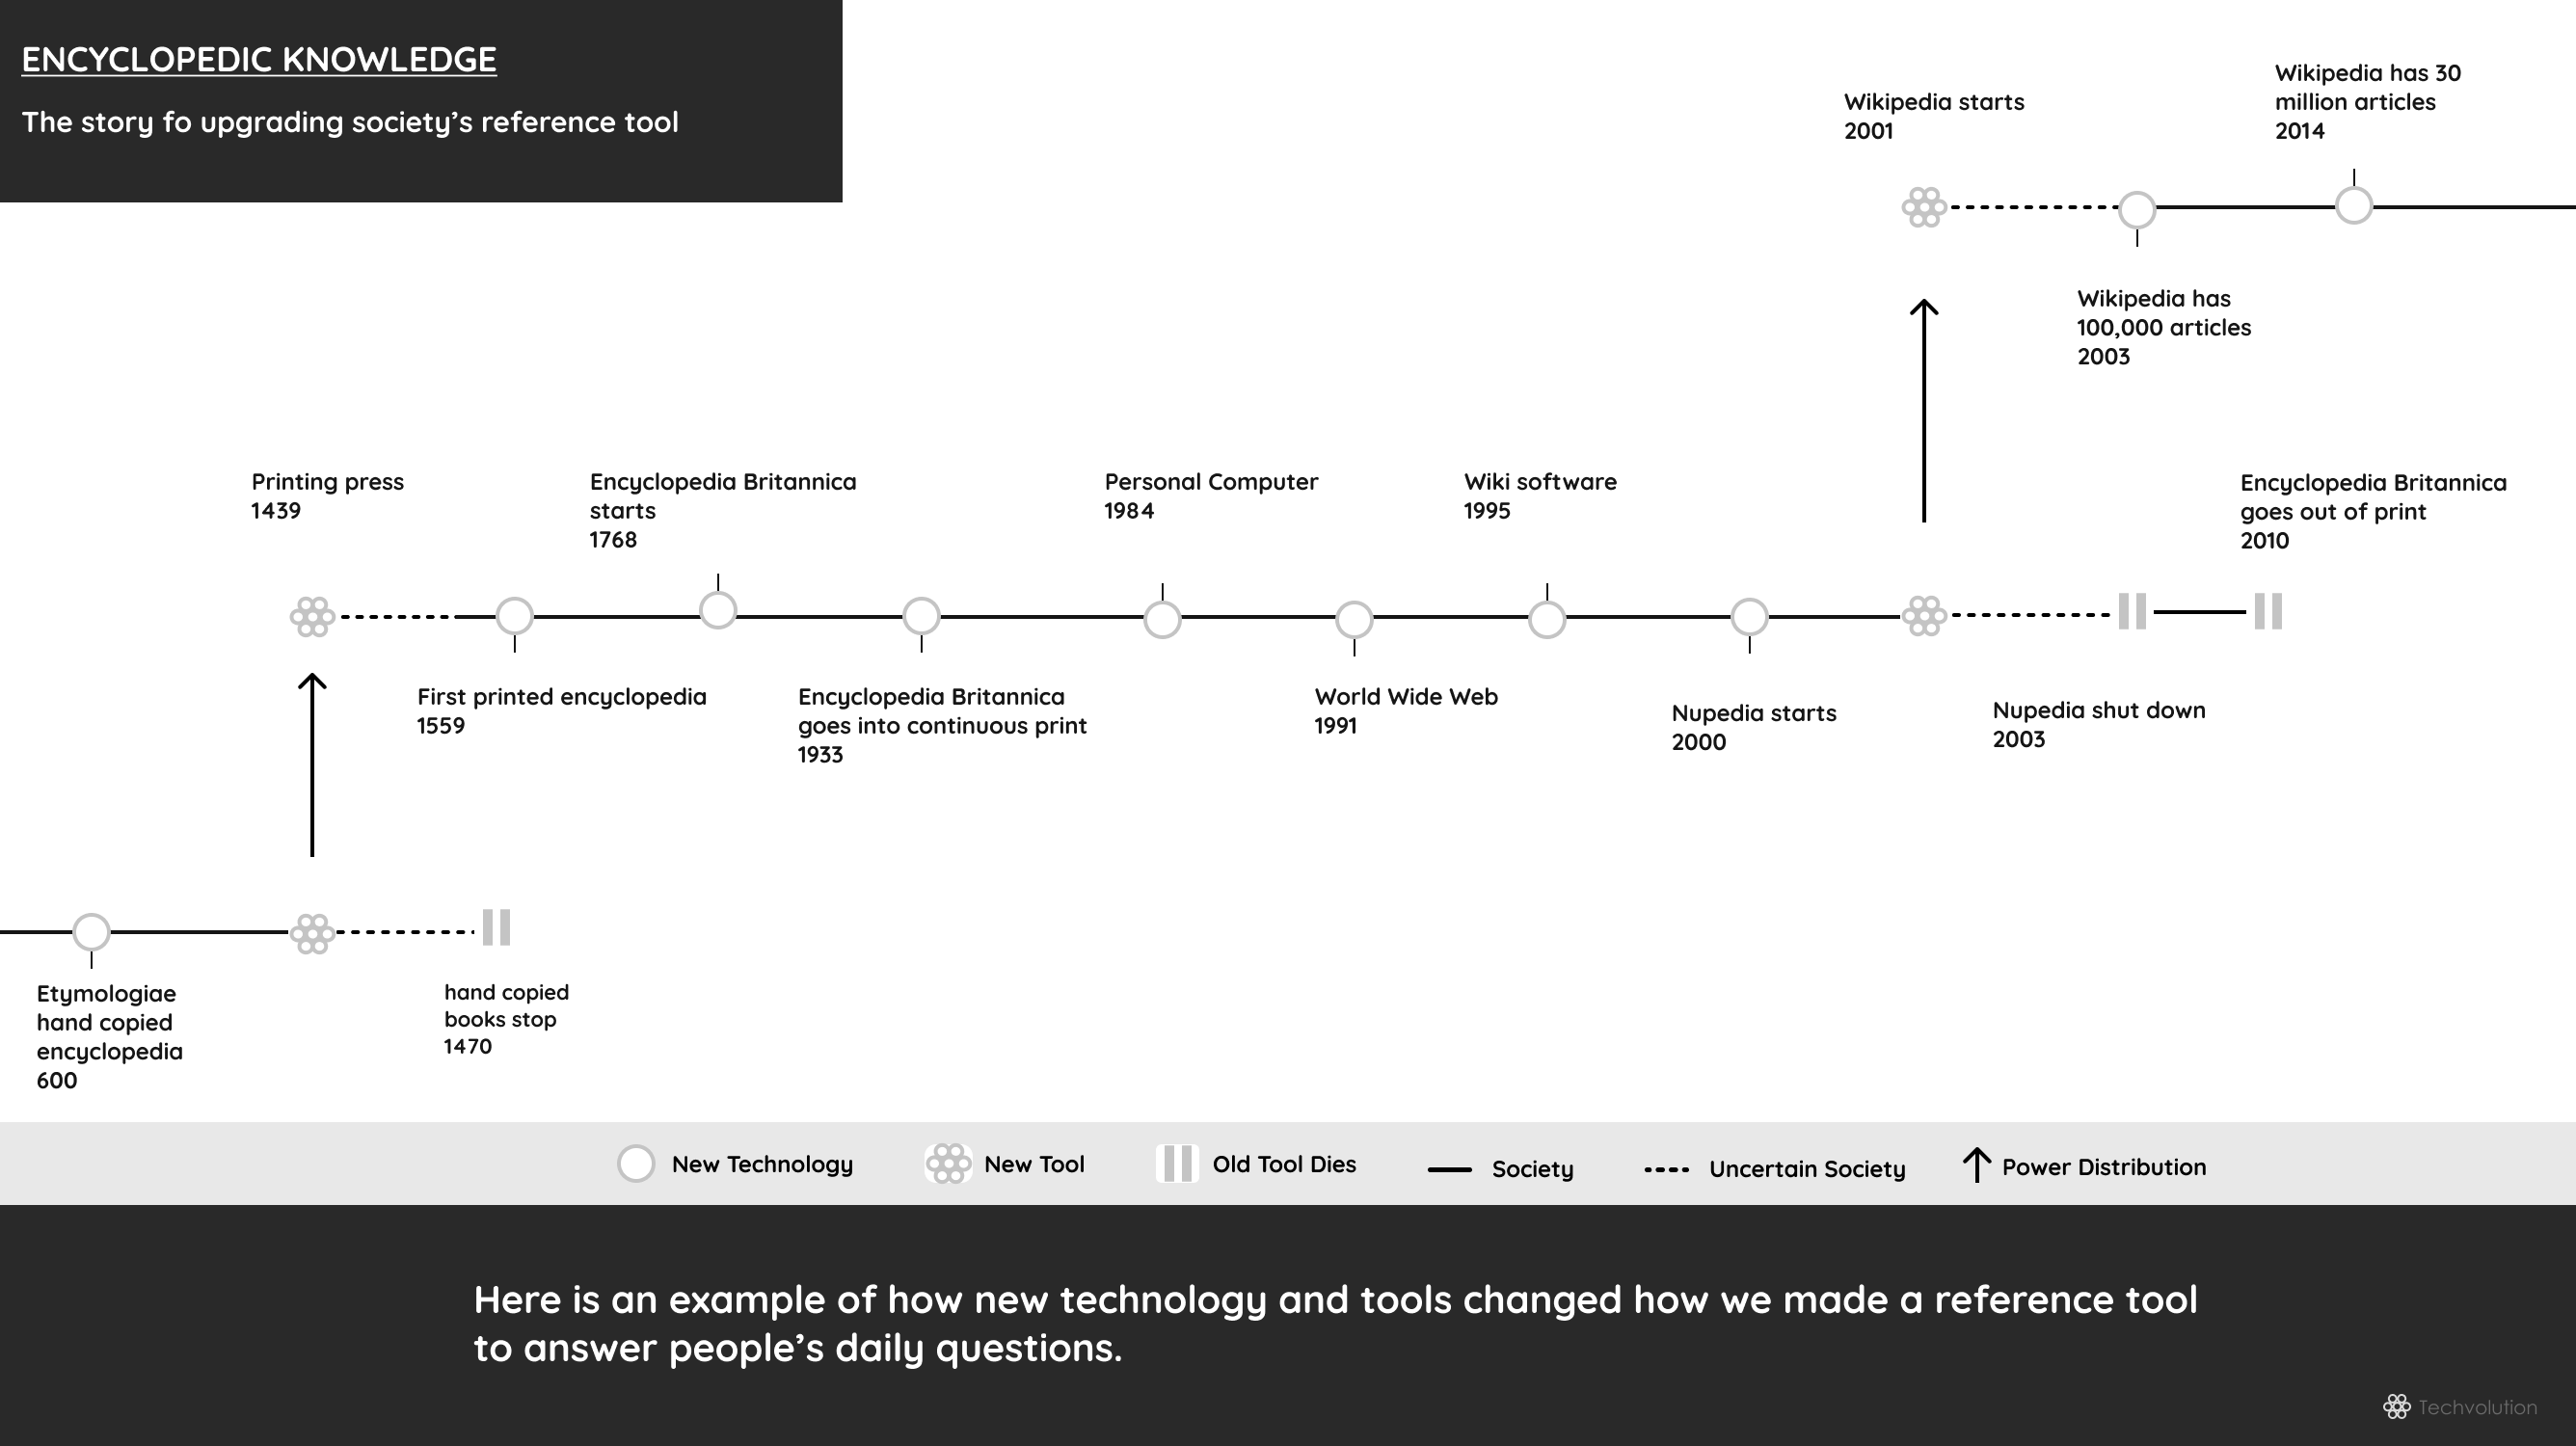 ENCYCLOPEDIC KNOWLEDGE
The story fo upgrading society’s reference tool
Wikipedia starts
2001
Wikipedia has 30
million articles
2014
Wikipedia has
100,000 articles
2003
Printing press
1439
Encyclopedia Britannica
starts
1768
Personal Computer
1984
Wiki software
1995
Encyclopedia Britannica
goes out of print
2010
First printed encyclopedia
1559
Encyclopedia Britannica
goes into continuous print
1933
World Wide Web
1991
Nupedia starts
2000
Nupedia shut down
2003
Etymologiae
hand copied
encyclopedia
600
hand copied
books stop
1470
New Technology
New Tool
Old Tool Dies
Society
Uncertain Society
Power Distribution
Here is an example of how new technology and tools changed how we made a reference tool
to answer people’s daily questions.
Techvolution